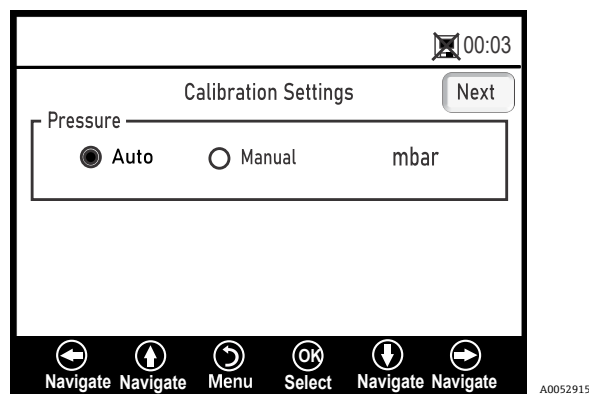 00:03
Calibration Settings
Next
Pressure
Auto
Manual
mbar
OK
Navigate Navigate Menu Select Navigate Navigate
A0052915